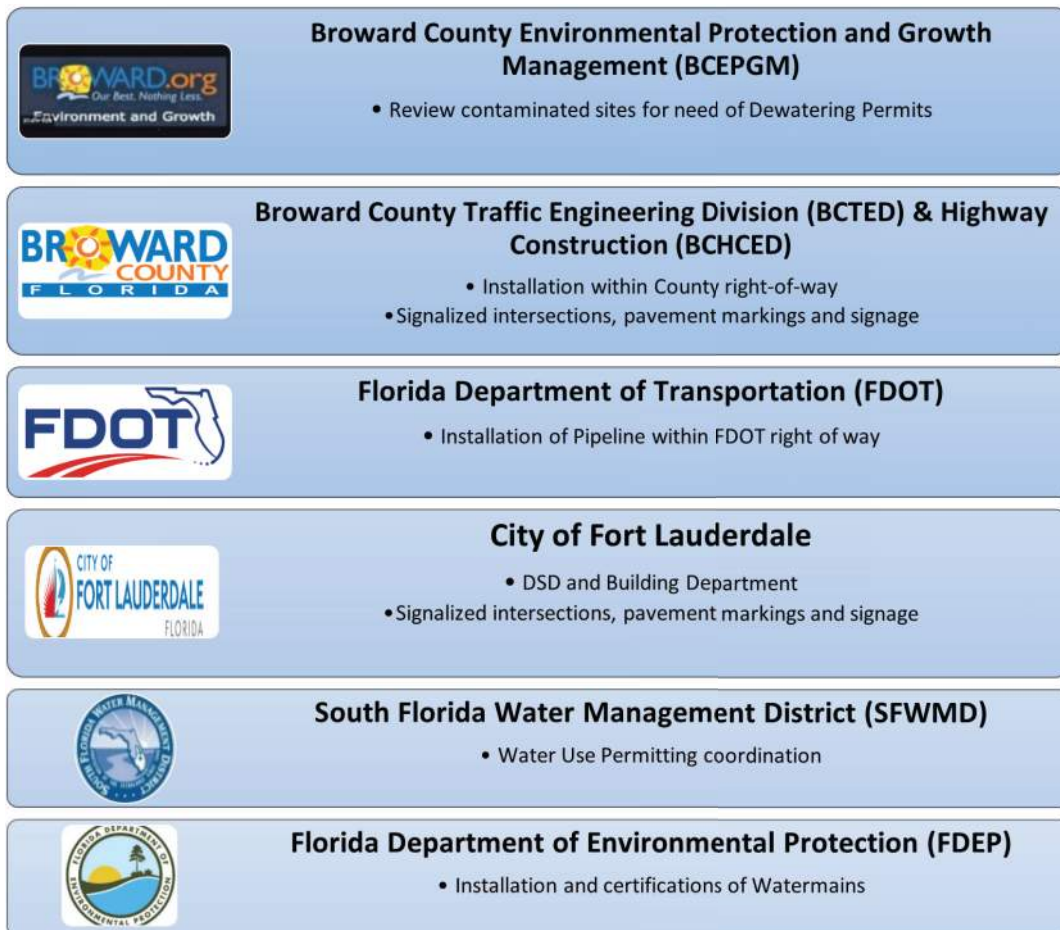 Broward County Environmental Protection and Growth
Management (BCEPGM)
BROWARD.org
Our Best. Nothing Less.
Environment and Growth
• Review contaminated sites for need of Dewatering Permits
Broward County Traffic Engineering Division (BCTED) & Highway
Construction (BCHCED)
BROWARD
COUNTY
FLORIDA
• Installation within County right-of-way
•Signalized intersections, pavement markings and signage
Florida Department of Transportation (FDOT)
FDOT
• Installation of Pipeline within FDOT right of way
City of Fort Lauderdale
CITY OF
FORT LAUDERDALE
FLORIDA
• DSD and Building Department
•Signalized intersections, pavement markings and signage
South Florida Water Management District (SFWMD)
SOUTH FLORIDA WATER MANAGEMENT DISTRICT
• Water Use Permitting coordination
Florida Department of Environmental Protection (FDEP)
FLORIDA DEPARTMENT OF
ENVIRONMENTAL PROTECTION
• Installation and certifications of Watermains